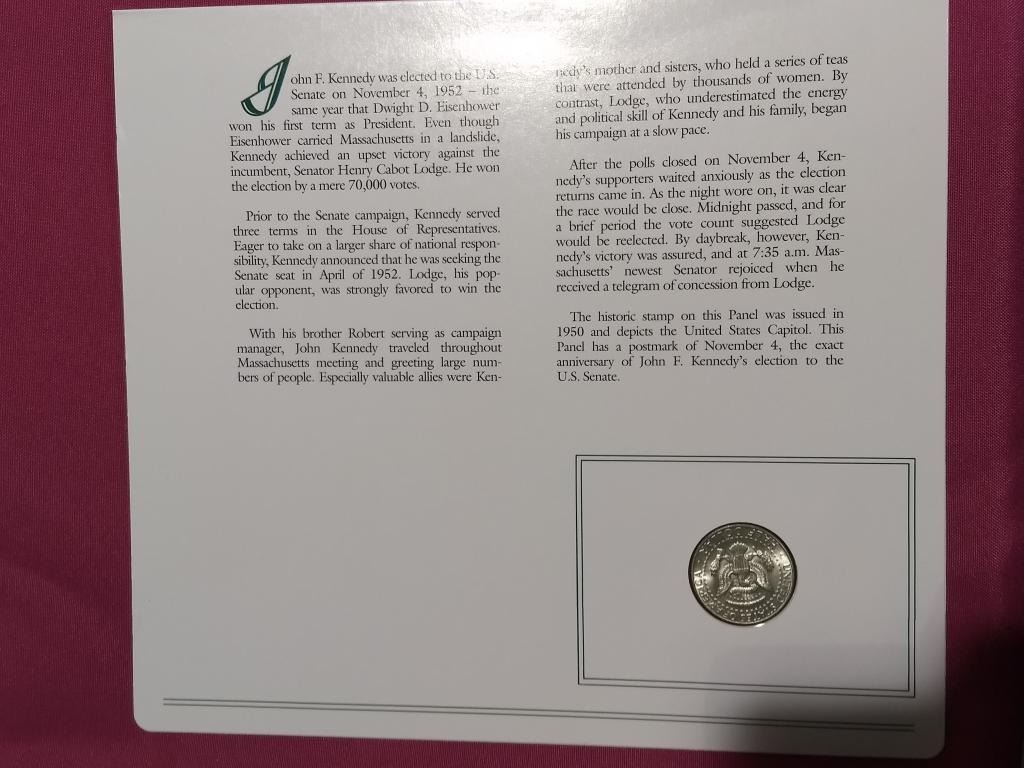 John F. Kennedy was elected to the U.S.
Senate on November 4, 1952 – the
same year that Dwight D. Eisenhower
won his first term as President. Even though
Eisenhower carried Massachusetts in a landslide,
Kennedy achieved an upset victory against the
incumbent, Senator Henry Cabot Lodge. He won
the election by a mere 70,000 votes.
Prior to the Senate campaign, Kennedy served
three terms in the House of Representatives.
Eager to take on a larger share of national respon-
sibility, Kennedy announced that he was seeking the
Senate seat in April of 1952. Lodge, his pop-
ular opponent, was strongly favored to win the
election.
With his brother Robert serving as campaign
manager, John Kennedy traveled throughout
Massachusetts meeting and greeting large num-
bers of people. Especially valuable allies were Ken-
nedy's mother and sisters, who held a series of teas
that were attended by thousands of women. By
contrast, Lodge, who underestimated the energy
and political skill of Kennedy and his family, began
his campaign at a slow pace.
After the polls closed on November 4, Ken-
nedy's supporters waited anxiously as the election
returns came in. As the night wore on, it was clear
the race would be close. Midnight passed, and for
a brief period the vote count suggested Lodge
would be reelected. By daybreak, however, Ken-
nedy's victory was assured, and at 7:35 a.m. Mas-
sachusetts' newest Senator rejoiced when he
received a telegram of concession from Lodge.
The historic stamp on this Panel was issued in
1950 and depicts the United States Capitol. This
Panel has a postmark of November 4, the exact
anniversary of John F. Kennedy's election to the
U.S. Senate.
UNITED STATES